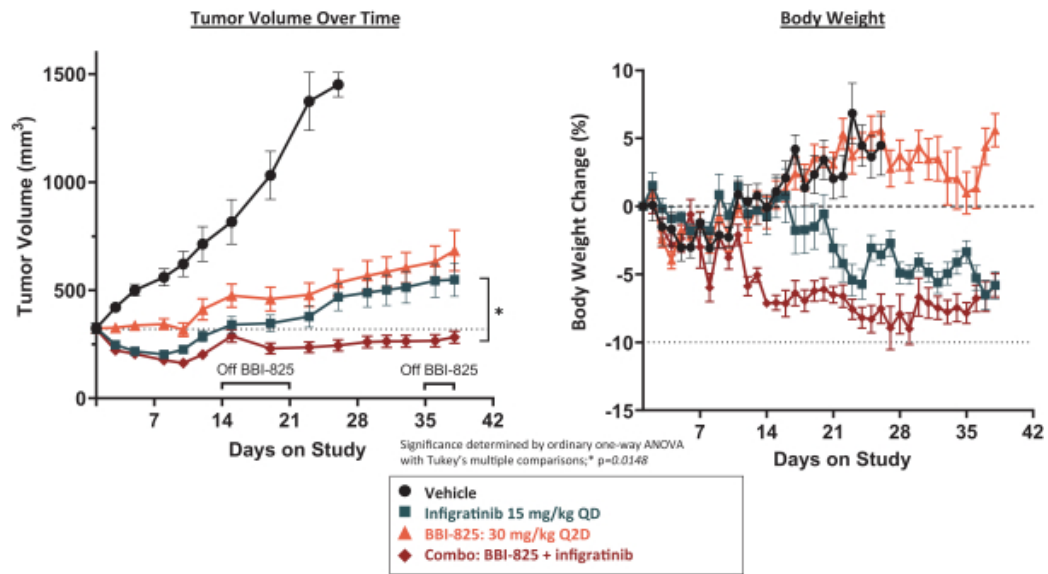 Tumor Volume Over Time
Tumor Volume (mm³)
1500
1000
500
0
7
14
21
28
35
42
Off BBI-825
Off BBI-825
*
Days on Study
Body Weight
Body Weight Change (%)
10
5
0
-5
-10
-15
7
14
21
28
35
42
Days on Study
Significance determined by ordinary one-way ANOVA
with Tukey's multiple comparisons;* p=0.0148
Vehicle
Infigratinib 15 mg/kg QD
BBI-825: 30 mg/kg Q2D
Combo: BBI-825 + infigratinib